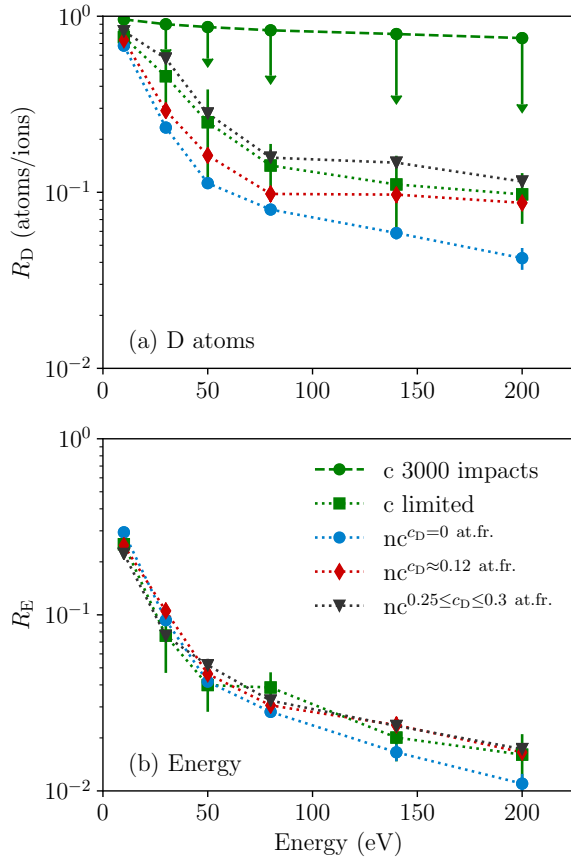 10⁰
10⁻¹
10⁻²
R_D (atoms/ions)
(a) D atoms
0 50 100 150 200
10⁰
10⁻¹
10⁻²
R_E
c 3000 impacts
c limited
nc^{c_D=0 at.fr.}
nc^{c_D≈0.12 at.fr.}
nc^{0.25≤c_D≤0.3 at.fr.}
(b) Energy
0 50 100 150 200
Energy (eV)